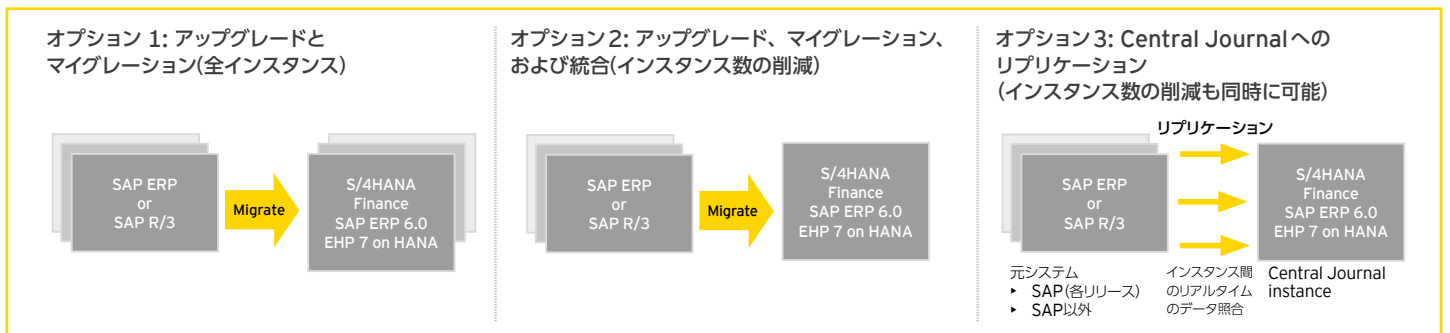 オプション 1: アップグレードと
マイグレーション(全インスタンス)
SAP ERP
or
SAP R/3
Migrate
S/4HANA
Finance
SAP ERP 6.0
EHP 7 on HANA
オプション2: アップグレード、マイグレーション、
および統合(インスタンス数の削減)
SAP ERP
or
SAP R/3
Migrate
S/4HANA
Finance
SAP ERP 6.0
EHP 7 on HANA
オプション3: Central Journalへの
リプリケーション
(インスタンス数の削減も同時に可能)
リプリケーション
SAP ERP
or
SAP R/3
S/4HANA
Finance
SAP ERP 6.0
EHP 7 on HANA
元システム
‣ SAP(各リリース)
‣ SAP以外
インスタンス間
のリアルタイム
のデータ照合
Central Journal
instance